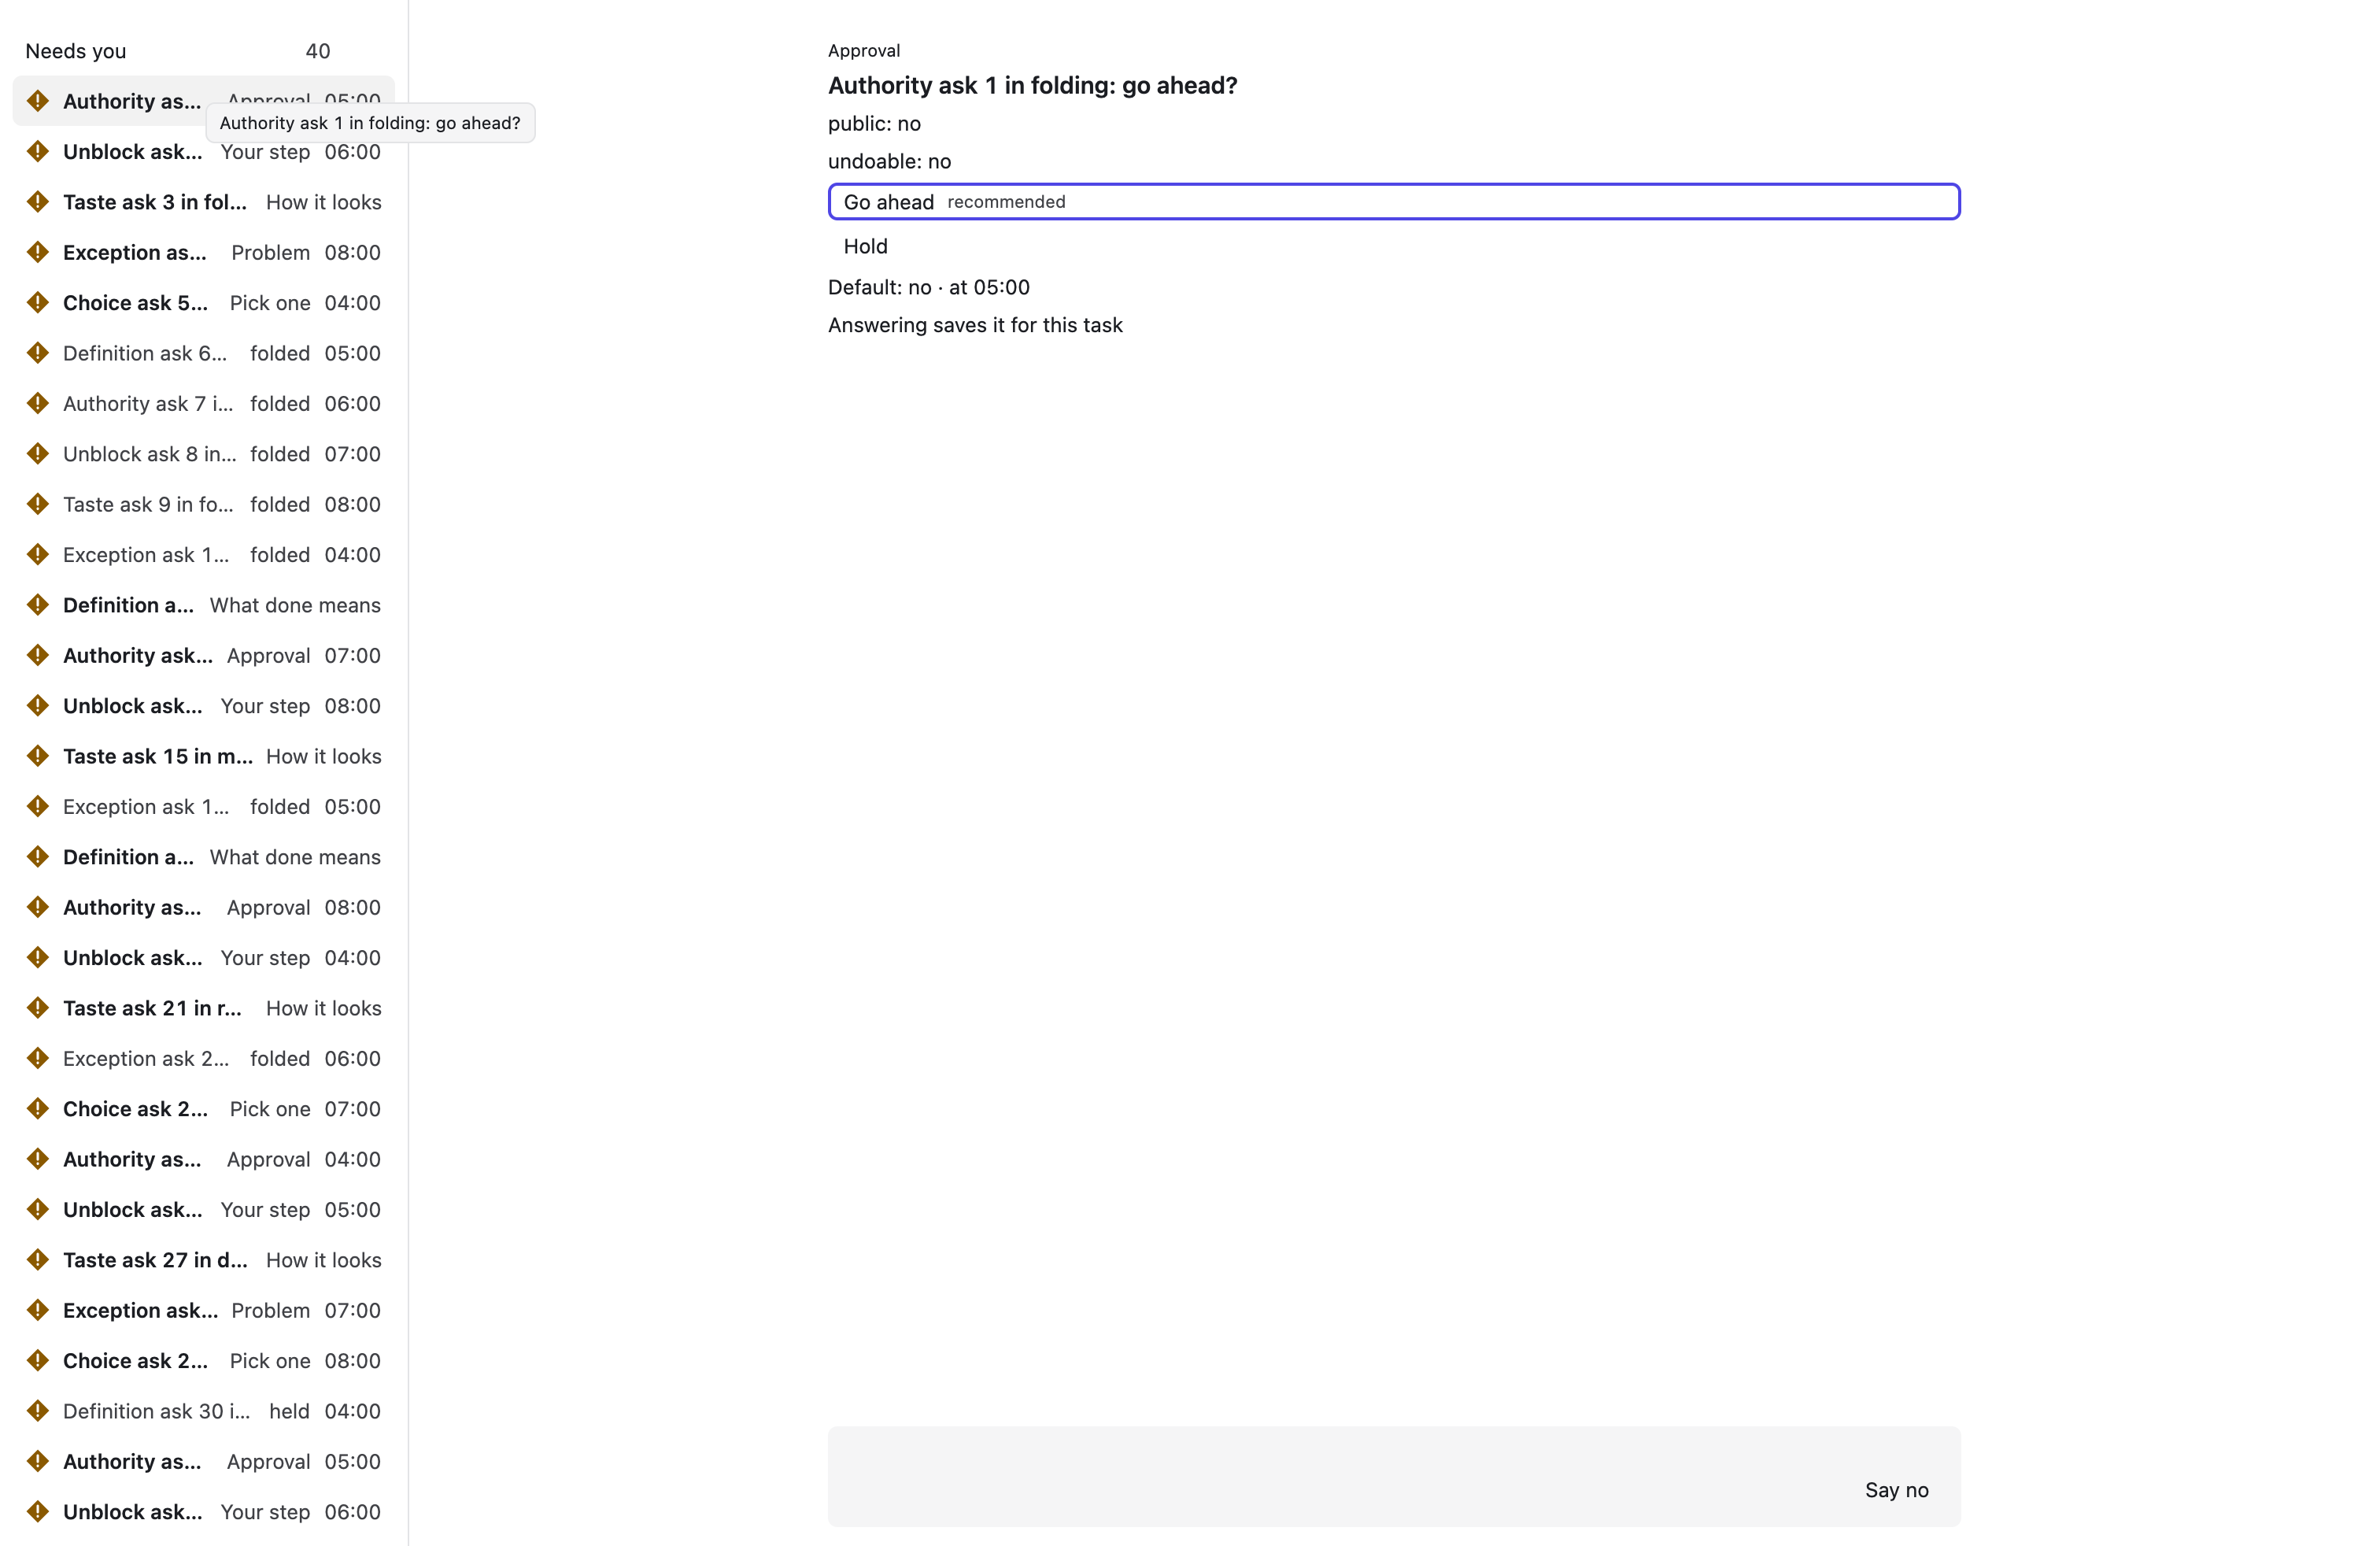 Needs you 40
Authority as... Approval 05:00
Authority ask 1 in folding: go ahead?
Unblock ask... Your step 06:00
Taste ask 3 in fol... How it looks
Exception as... Problem 08:00
Choice ask 5... Pick one 04:00
Definition ask 6... folded 05:00
Authority ask 7 i... folded 06:00
Unblock ask 8 in... folded 07:00
Taste ask 9 in fo... folded 08:00
Exception ask 1... folded 04:00
Definition a... What done means
Authority ask... Approval 07:00
Unblock ask... Your step 08:00
Taste ask 15 in m... How it looks
Exception ask 1... folded 05:00
Definition a... What done means
Authority as... Approval 08:00
Unblock ask... Your step 04:00
Taste ask 21 in r... How it looks
Exception ask 2... folded 06:00
Choice ask 2... Pick one 07:00
Authority as... Approval 04:00
Unblock ask... Your step 05:00
Taste ask 27 in d... How it looks
Exception ask... Problem 07:00
Choice ask 2... Pick one 08:00
Definition ask 30 i... held 04:00
Authority as... Approval 05:00
Unblock ask... Your step 06:00
Approval
Authority ask 1 in folding: go ahead?
public: no
undoable: no
Go ahead recommended
Hold
Default: no · at 05:00
Answering saves it for this task
Say no